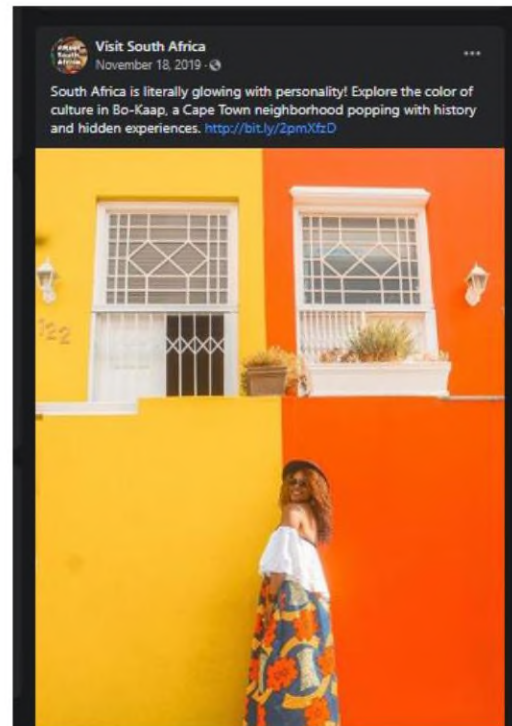 Visit South Africa
November 18, 2019 ·
South Africa is literally glowing with personality! Explore the color of
culture in Bo-Kaap, a Cape Town neighborhood popping with history
and hidden experiences. http://bit.ly/2pmXfzD
122